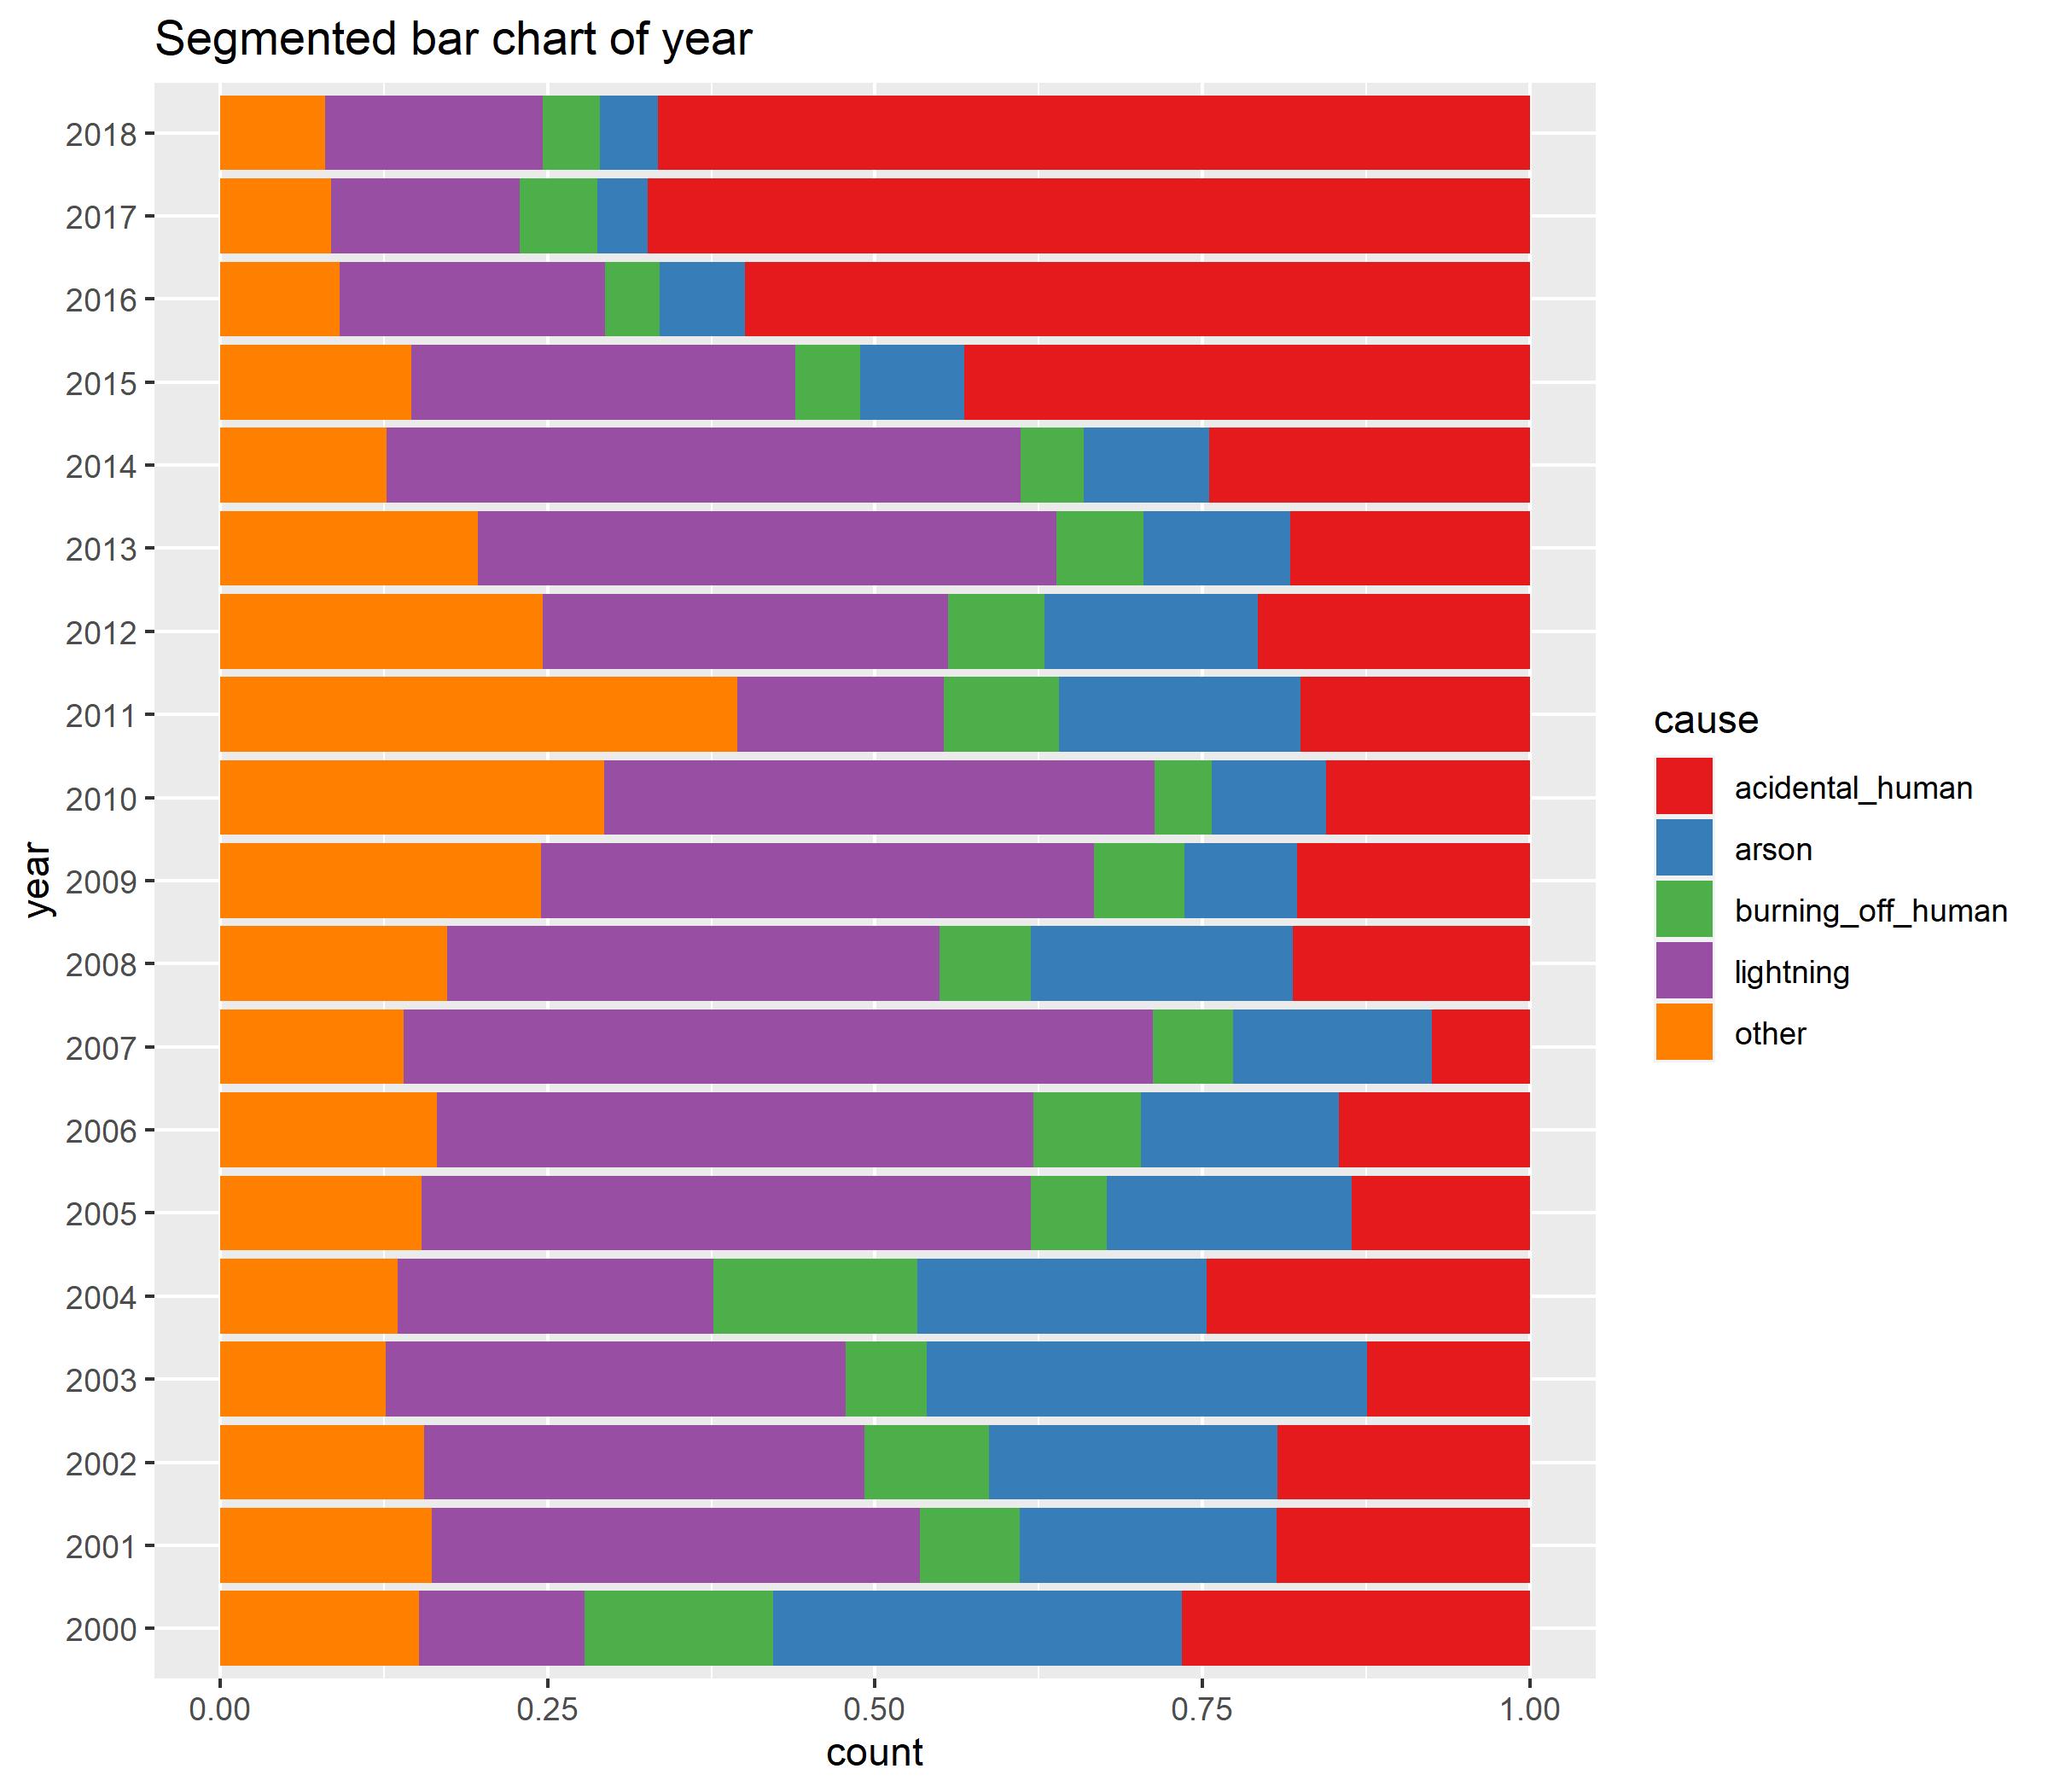 Segmented bar chart of year
2018
2017
2016
2015
2014
2013
2012
2011
2010
2009
2008
2007
2006
2005
2004
2003
2002
2001
2000
year
0.00 0.25 0.50 0.75 1.00
count
cause
acidental_human
arson
burning_off_human
lightning
other